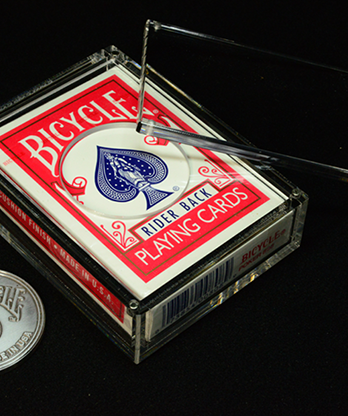 BICYCLE
RIDER BACK
PLAYING CARDS
CUSHION FINISH • MADE IN U.S.A.
BICYCLE